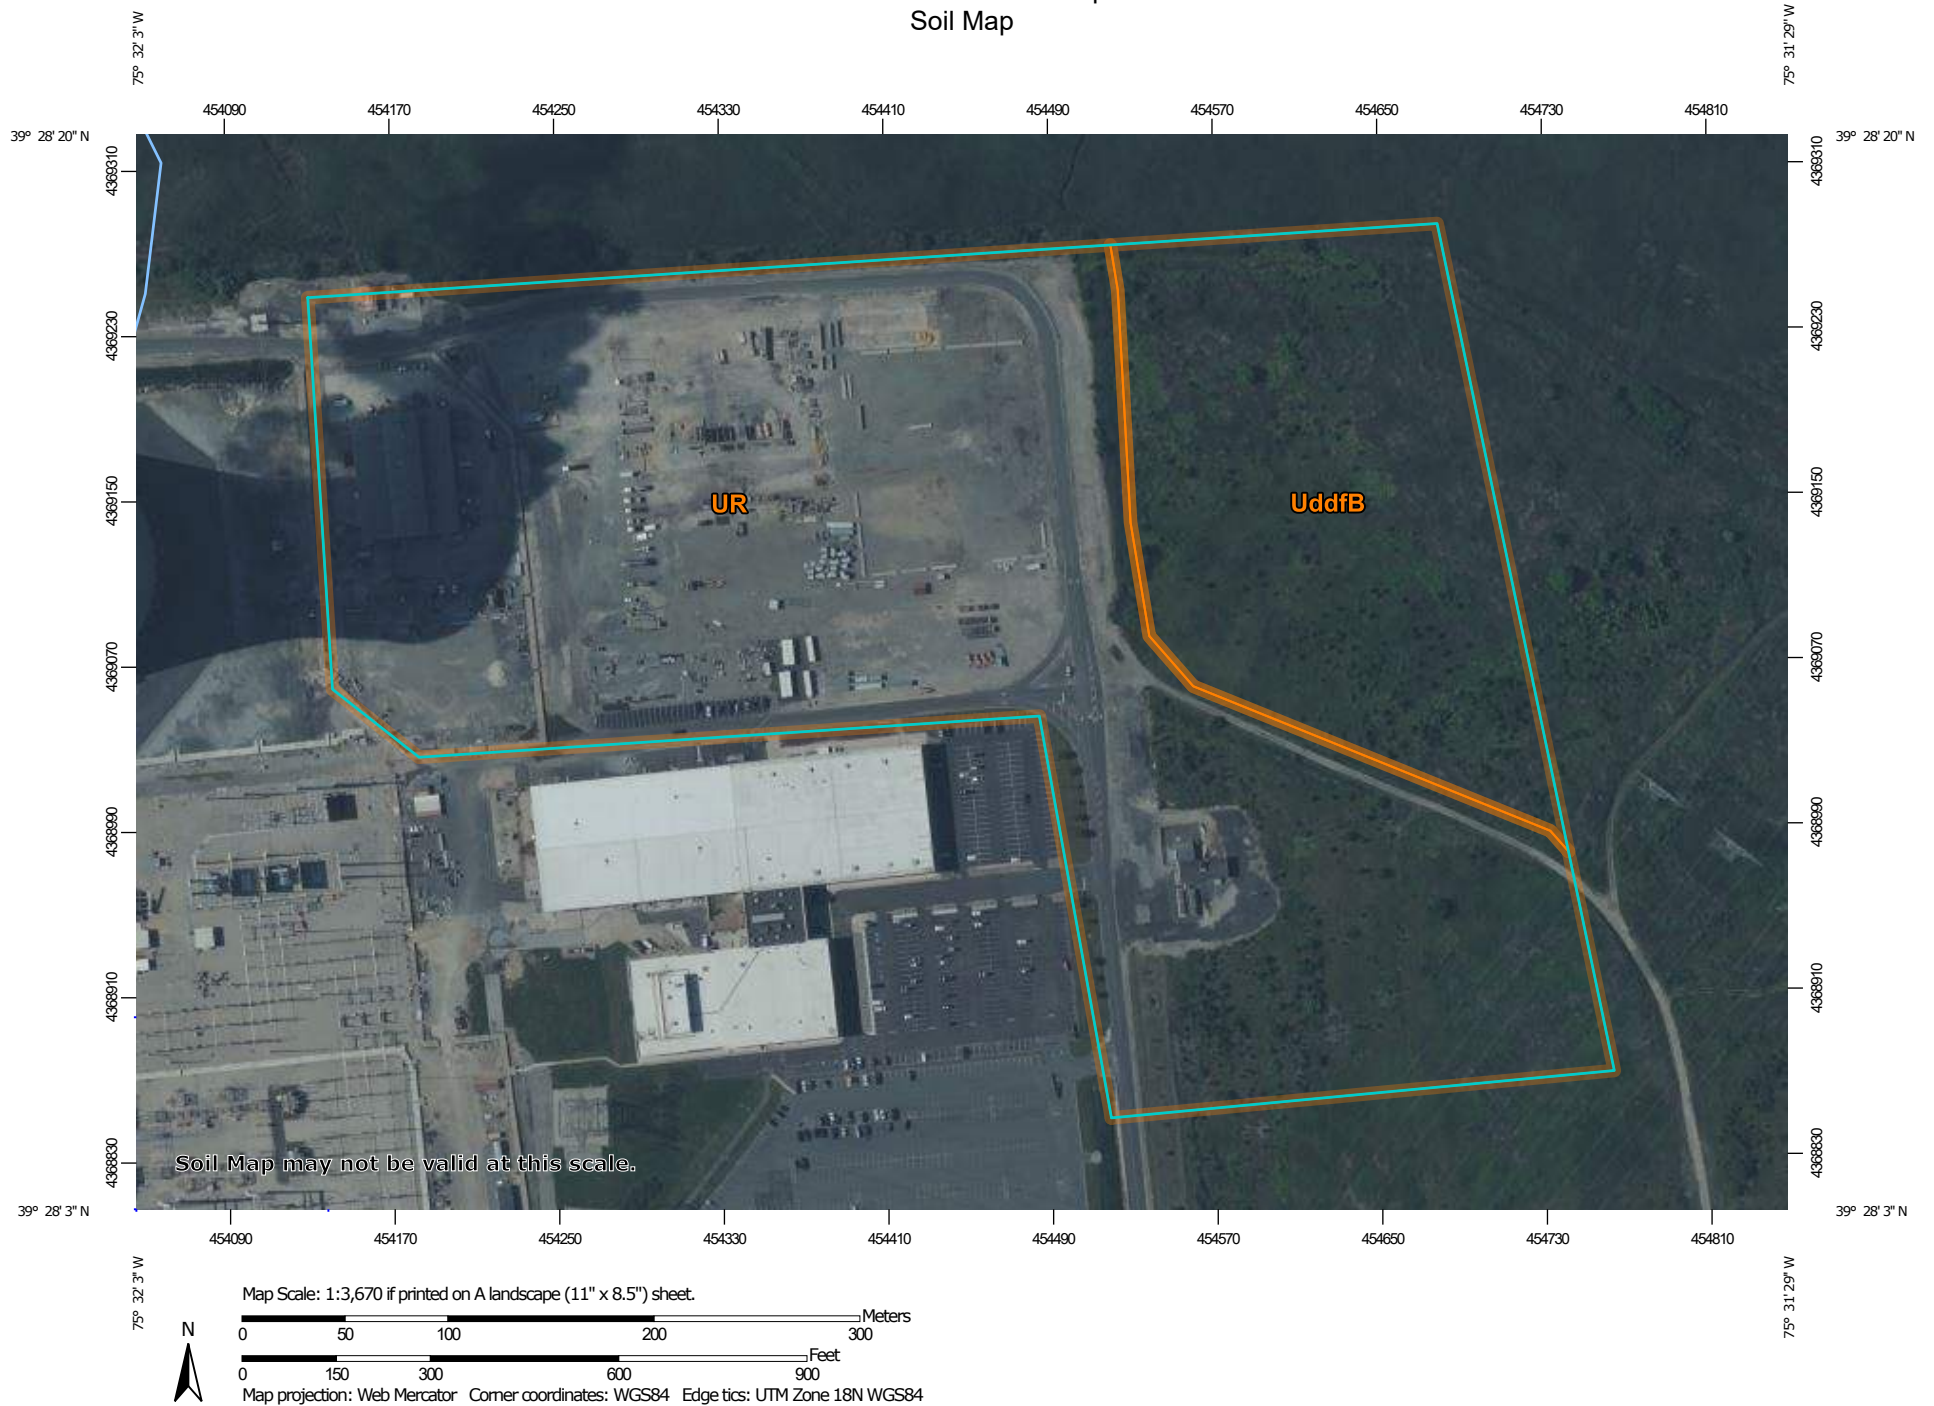 Soil Map
75° 32' 3" W
75° 31' 29" W
454090 454170 454250 454330 454410 454490 454570 454650 454730 454810
39° 28' 20" N
39° 28' 20" N
4369310
4369310
4369230
4369230
4369150
UR
UddfB
4369150
4369070
4369070
4368990
4368990
4368910
4368910
4368830
Soil Map may not be valid at this scale.
4368830
39° 28' 3" N
39° 28' 3" N
454090 454170 454250 454330 454410 454490 454570 454650 454730 454810
75° 32' 3" W
75° 31' 29" W
Map Scale: 1:3,670 if printed on A landscape (11" x 8.5") sheet.
Meters
N
0 50 100 200 300
Feet
0 150 300 600 900
Map projection: Web Mercator Corner coordinates: WGS84 Edge tics: UTM Zone 18N WGS84